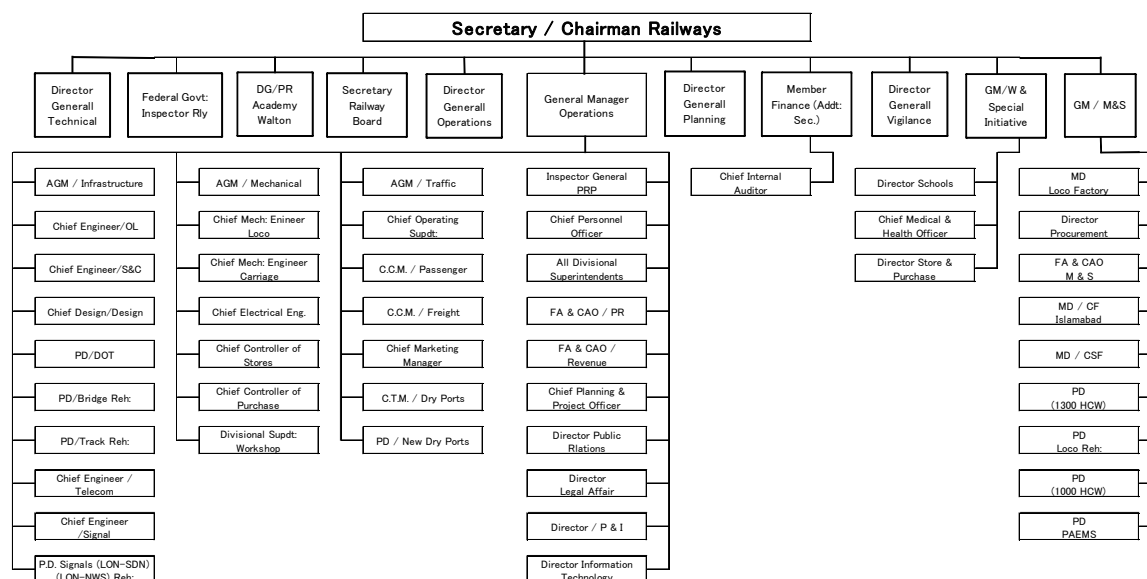 Secretary / Chairman Railways
Director
Generall
Technical
Federal Govt:
Inspector Rly
DG/PR
Academy
Walton
Secretary
Railway
Board
Director
Generall
Operations
General Manager
Operations
Director
Generall
Planning
Member
Finance (Addt:
Sec.)
Director
Generall
Vigilance
GM/W &
Special
Initiative
GM / M&S
AGM / Infrastructure
Chief Engineer/OL
Chief Engineer/S&C
Chief Design/Design
PD/DOT
PD/Bridge Reh:
PD/Track Reh:
Chief Engineer /
Telecom
Chief Engineer
/Signal
P.D. Signals (LON-SDN)
(LON-NWS) Reh:
AGM / Mechanical
Chief Mech: Enineer
Loco
Chief Mech: Engineer
Carriage
Chief Electrical Eng.
Chief Controller of
Stores
Chief Controller of
Purchase
Divisional Supdt:
Workshop
AGM / Traffic
Chief Operating
Supdt:
C.C.M. / Passenger
C.C.M. / Freight
Chief Marketing
Manager
C.T.M. / Dry Ports
PD / New Dry Ports
Inspector General
PRP
Chief Personnel
Officer
All Divisional
Superintendents
FA & CAO / PR
FA & CAO /
Revenue
Chief Planning &
Project Officer
Director Public
Rlations
Director
Legal Affair
Director / P & I
Director Information
Technology
Chief Internal
Auditor
Director Schools
Chief Medical &
Health Officer
Director Store &
Purchase
MD
Loco Factory
Director
Procurement
FA & CAO
M & S
MD / CF
Islamabad
MD / CSF
PD
(1300 HCW)
PD
Loco Reh:
PD
(1000 HCW)
PD
PAEMS